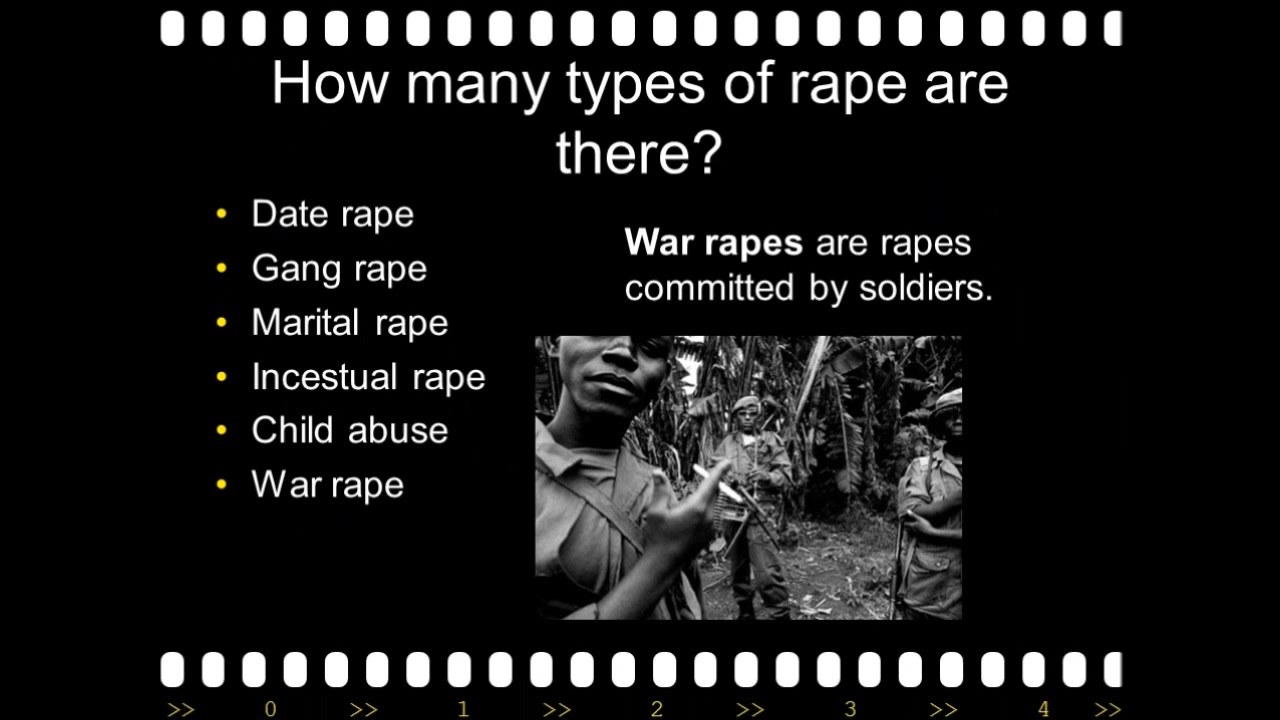 How many types of rape are
there?
• Date rape
• Gang rape
• Marital rape
• Incestual rape
• Child abuse
• War rape
War rapes are rapes
committed by soldiers.
>> 0 >> 1 >> 2 >> 3 >> 4 >>